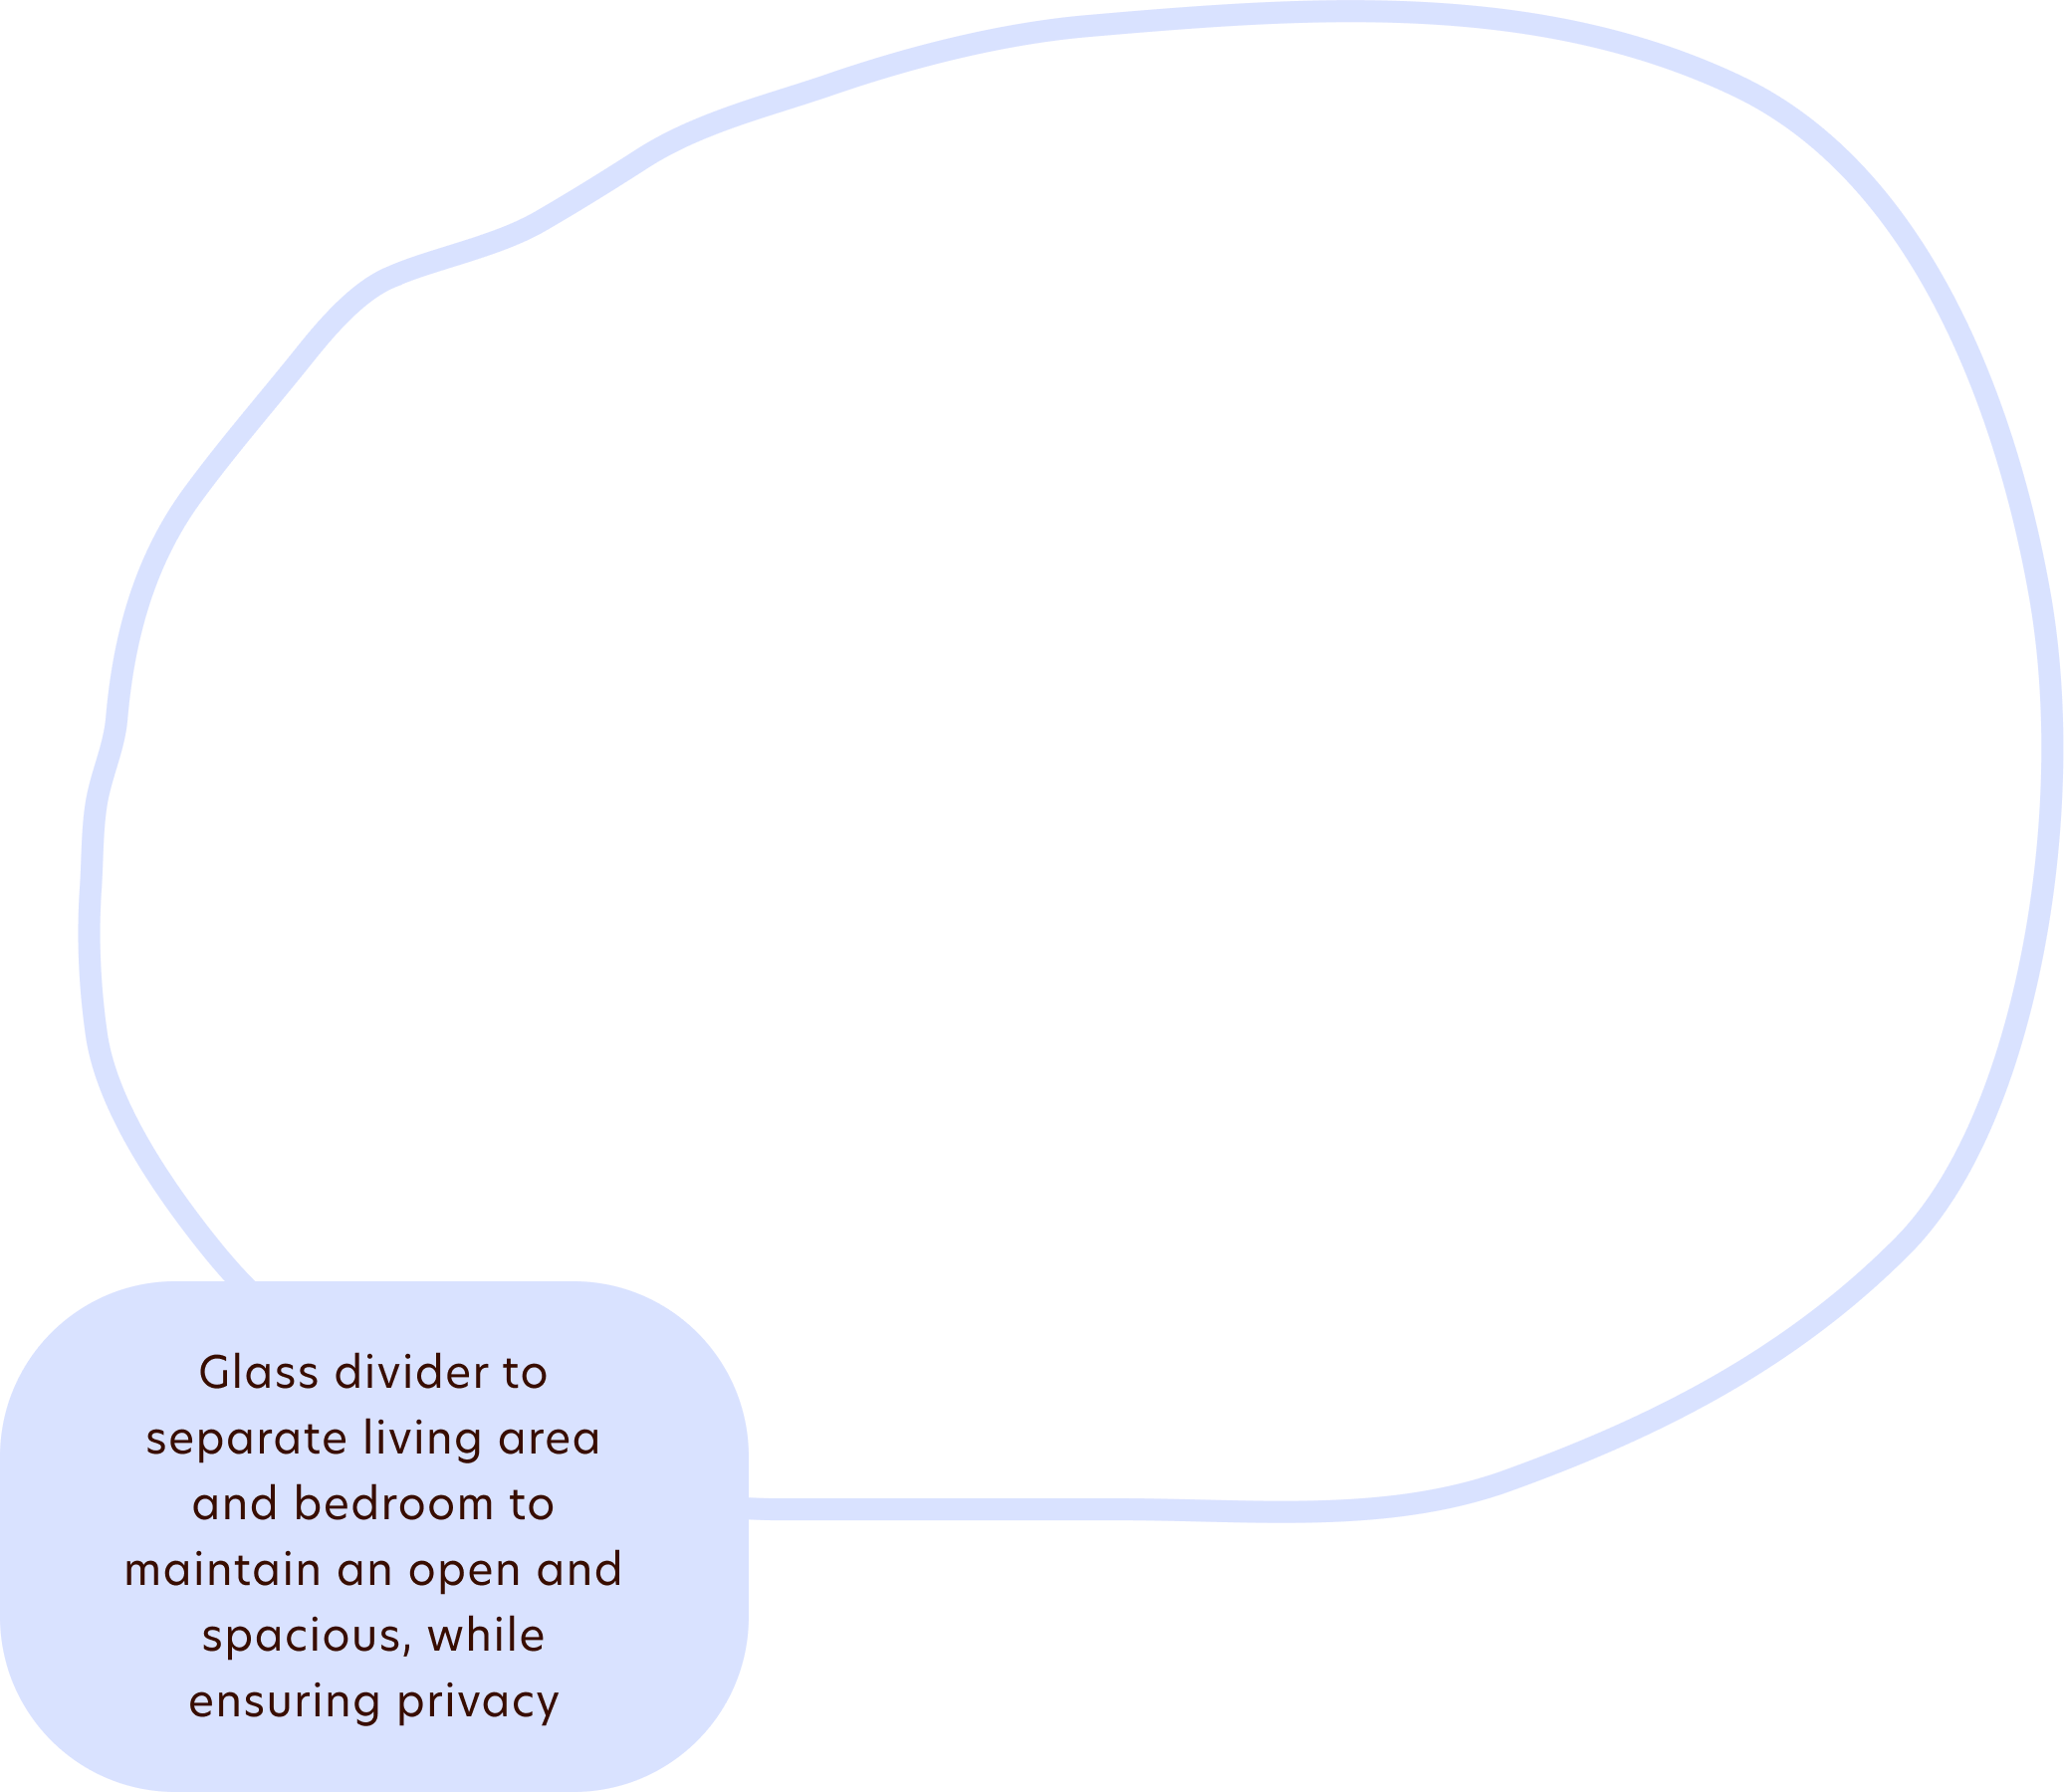 Glass divider to
separate living area
and bedroom to
maintain an open and
spacious, while
ensuring privacy